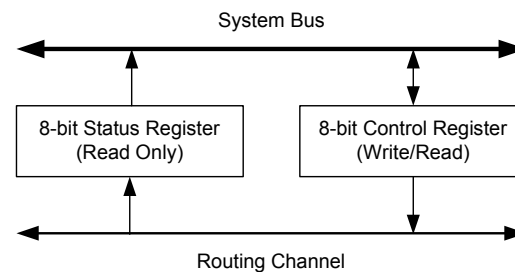 System Bus
8-bit Status Register
(Read Only)
8-bit Control Register
(Write/Read)
Routing Channel